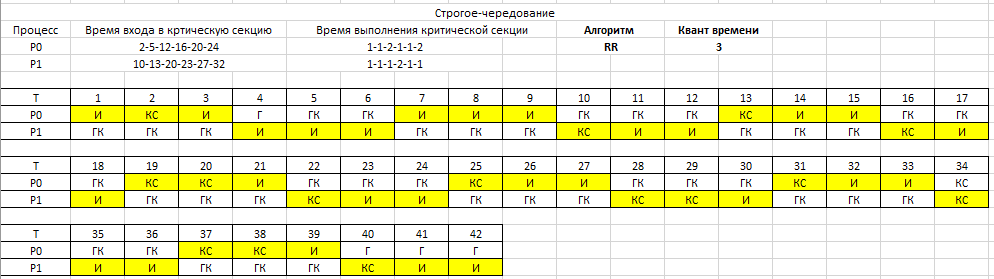 Строгое-чередование
Процесс Время входа в кртическую секцию Время выполнения критической секции Алгоритм Квант времени
P0 2-5-12-16-20-24 1-1-2-1-1-2 RR 3
P1 10-13-20-23-27-32 1-1-1-2-1-1
T 1 2 3 4 5 6 7 8 9 10 11 12 13 14 15 16 17
P0 И КС И Г ГК ГК И И И ГК ГК ГК КС И И ГК ГК
P1 ГК ГК ГК И И И ГК ГК ГК КС И И ГК ГК ГК КС И
T 18 19 20 21 22 23 24 25 26 27 28 29 30 31 32 33 34
P0 ГК КС КС И ГК ГК ГК КС И И ГК ГК ГК КС И И КС
P1 И ГК ГК ГК КС И И ГК ГК ГК КС КС И ГК ГК ГК КС
T 35 36 37 38 39 40 41 42
P0 ГК ГК КС КС И Г Г Г
P1 И И ГК ГК ГК КС И И